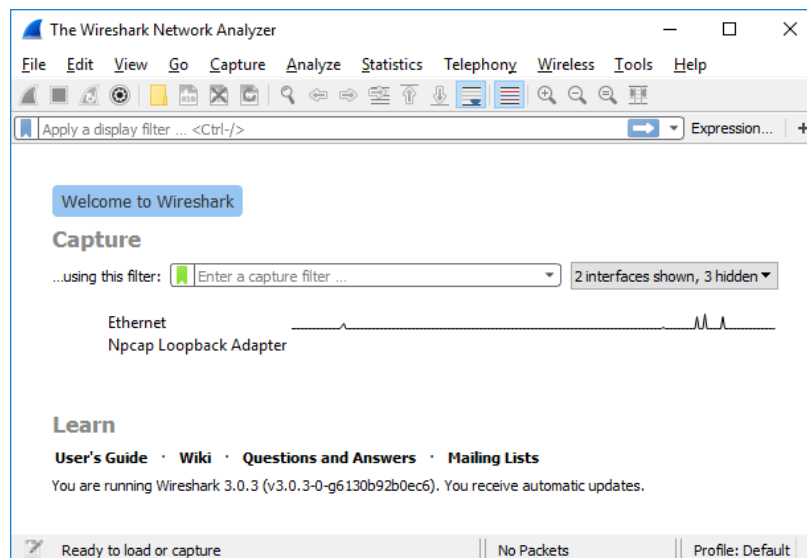 The Wireshark Network Analyzer
File Edit View Go Capture Analyze Statistics Telephony Wireless Tools Help
Apply a display filter ... <Ctrl-/> Expression... +
Welcome to Wireshark
Capture
...using this filter: Enter a capture filter ... 2 interfaces shown, 3 hidden
Ethernet
Npcap Loopback Adapter
Learn
User's Guide · Wiki · Questions and Answers · Mailing Lists
You are running Wireshark 3.0.3 (v3.0.3-0-g6130b92b0ec6). You receive automatic updates.
Ready to load or capture No Packets Profile: Default